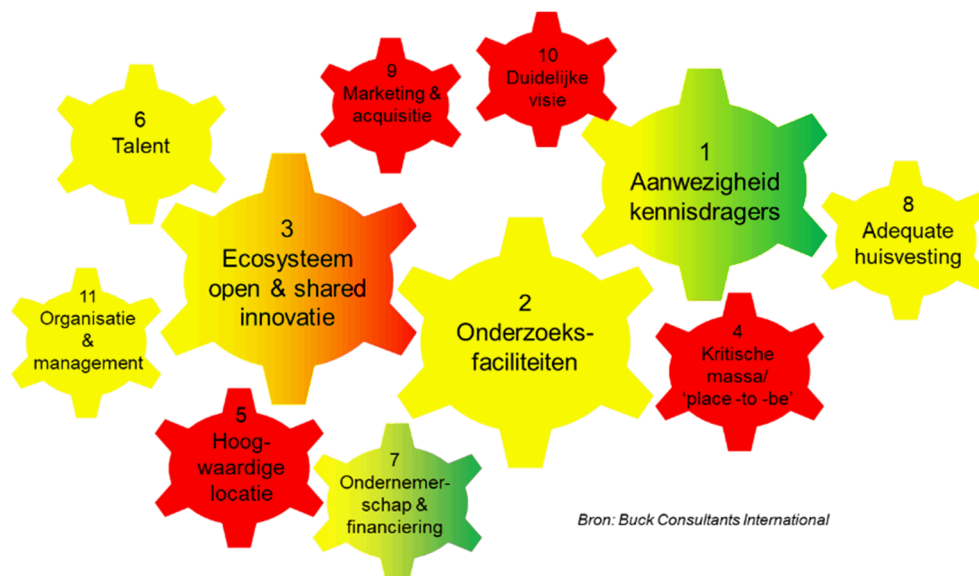 10
Duidelijke
visie
9
Marketing &
acquisitie
6
Talent
1
Aanwezigheid
kennisdragers
8
Adequate
huisvesting
3
Ecosysteem
open & shared
innovatie
2
Onderzoeks-
faciliteiten
11
Organisatie
&
management
4
Kritische
massa/
‘place -to -be’
5
Hoog-
waardige
locatie
7
Ondernemer-
schap &
financiering
Bron: Buck Consultants International